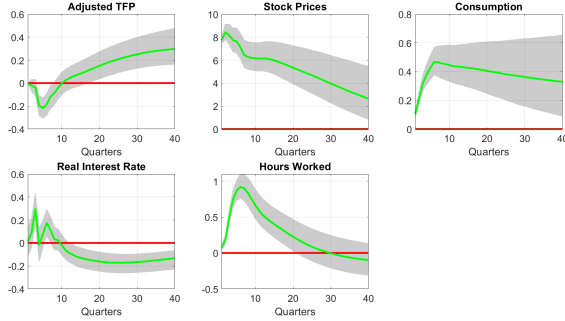 Adjusted TFP
0.6
0.4
0.2
0
-0.2
-0.4
10 20 30 40
Quarters
Stock Prices
10
8
6
4
2
0
10 20 30 40
Quarters
Consumption
0.8
0.6
0.4
0.2
0
10 20 30 40
Quarters
Real Interest Rate
0.6
0.4
0.2
0
-0.2
-0.4
10 20 30 40
Quarters
Hours Worked
1
0.5
0
-0.5
10 20 30 40
Quarters